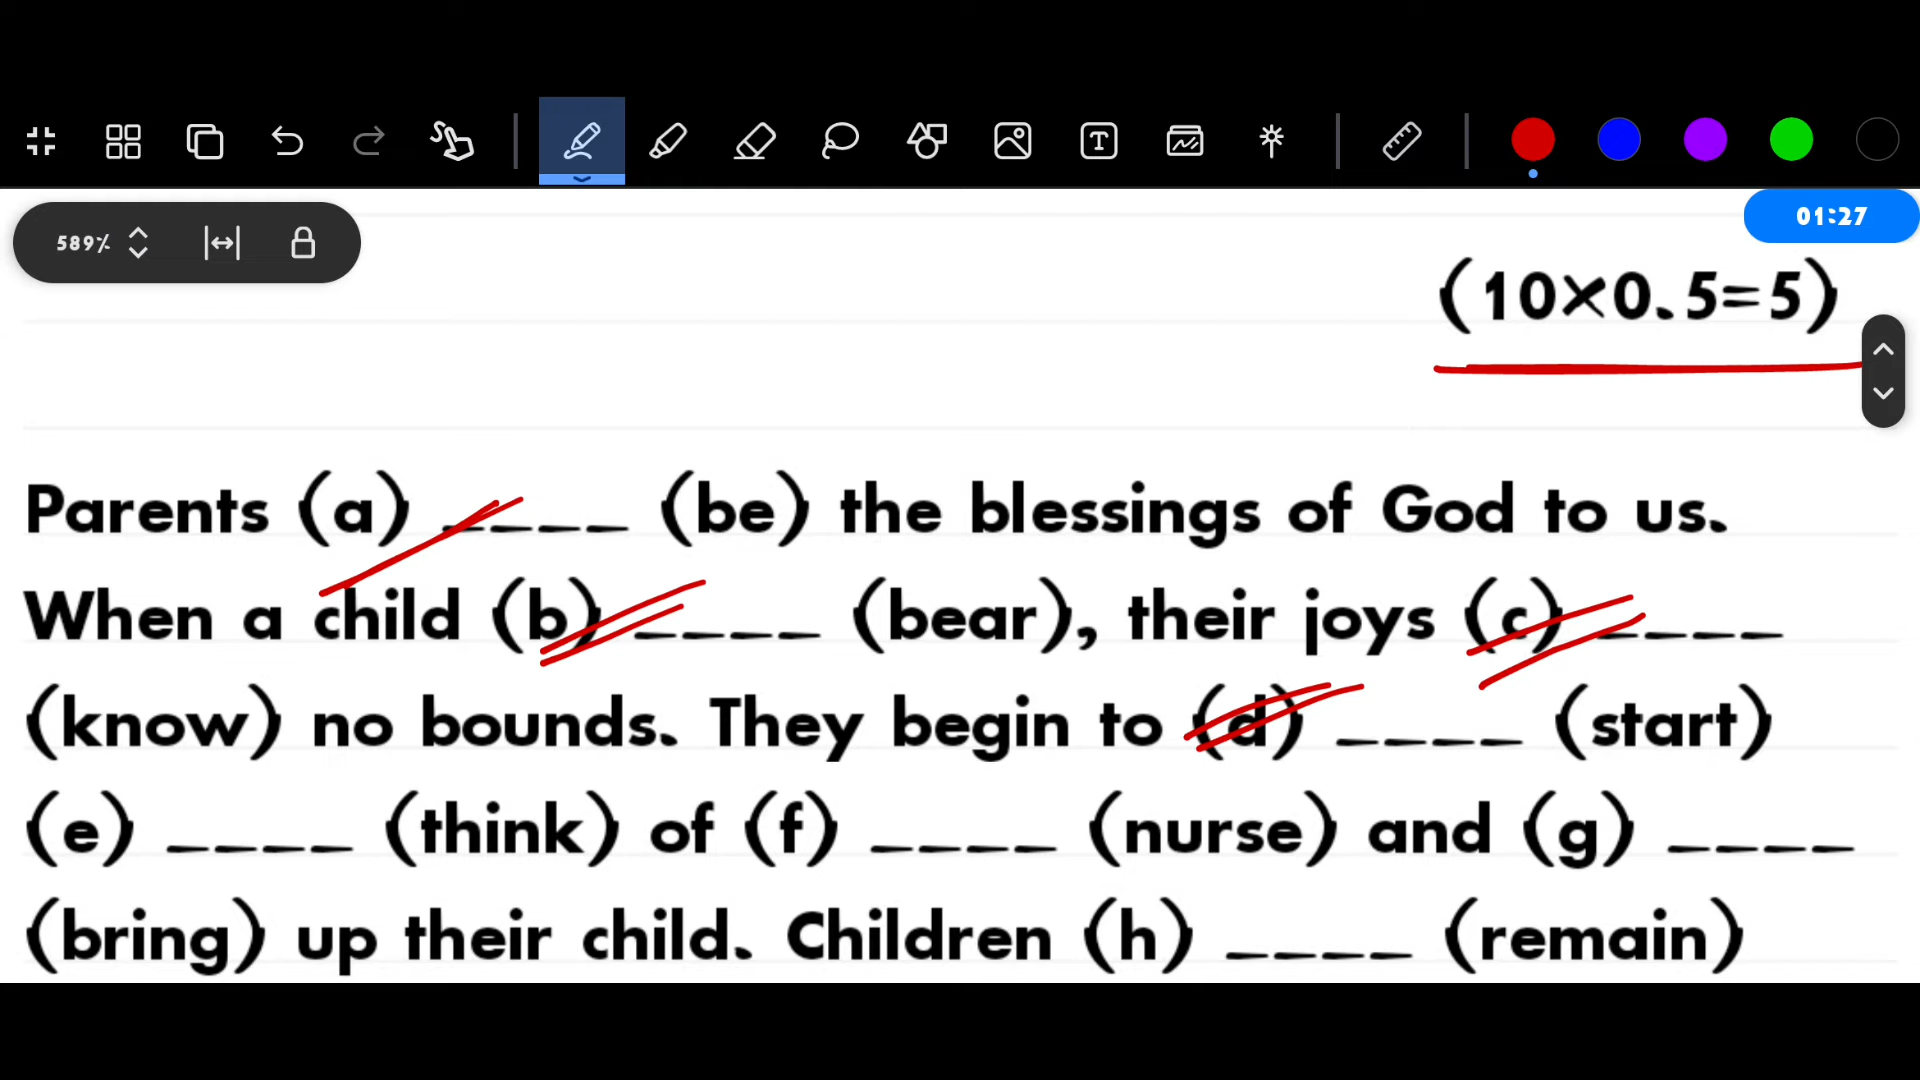 589%
01:27
(10×0.5=5)
Parents (a) ____ (be) the blessings of God to us.
When a child (b) ____ (bear), their joys (c) ____
(know) no bounds. They begin to (d) ____ (start)
(e) ____ (think) of (f) ____ (nurse) and (g) ____
(bring) up their child. Children (h) ____ (remain)